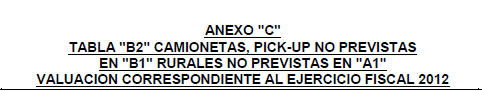 ANEXO "C"
TABLA "B2" CAMIONETAS, PICK-UP NO PREVISTAS
EN "B1" RURALES NO PREVISTAS EN "A1"
VALUACION CORRESPONDIENTE AL EJERCICIO FISCAL 2012